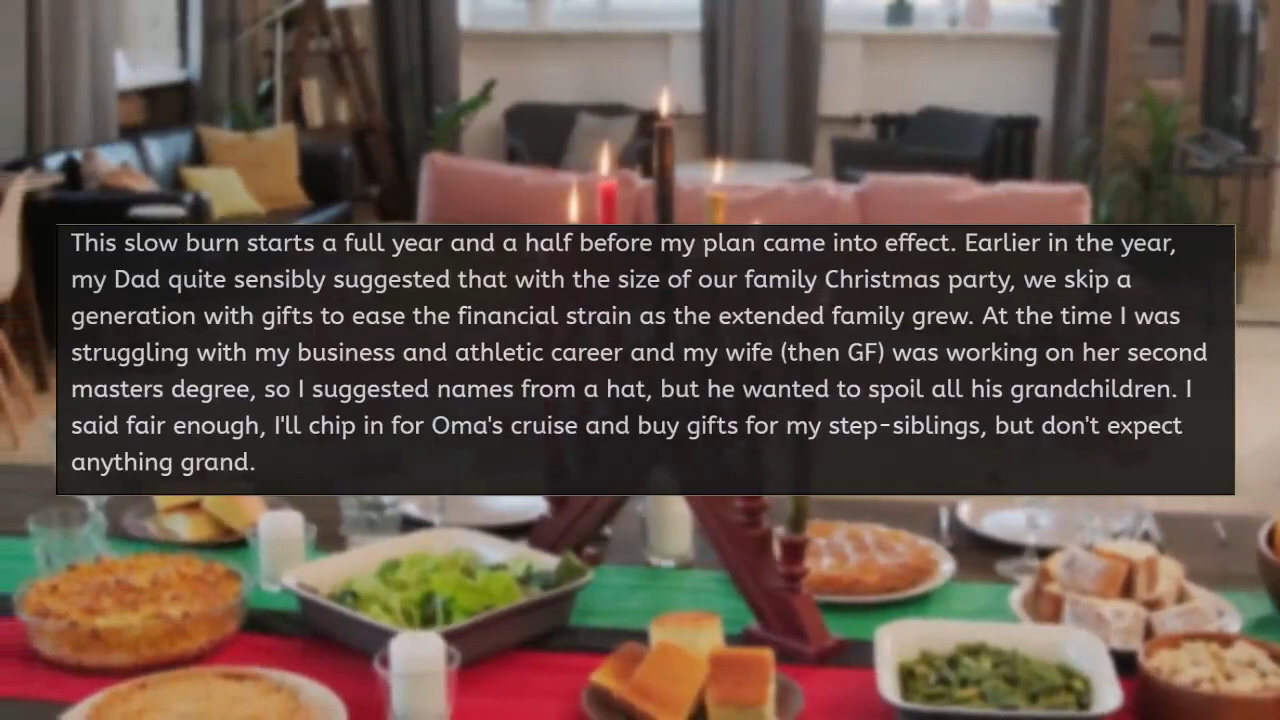 This slow burn starts a full year and a half before my plan came into effect. Earlier in the year,
my Dad quite sensibly suggested that with the size of our family Christmas party, we skip a
generation with gifts to ease the financial strain as the extended family grew. At the time I was
struggling with my business and athletic career and my wife (then GF) was working on her second
masters degree, so I suggested names from a hat, but he wanted to spoil all his grandchildren. I
said fair enough, I'll chip in for Oma's cruise and buy gifts for my step-siblings, but don't expect
anything grand.